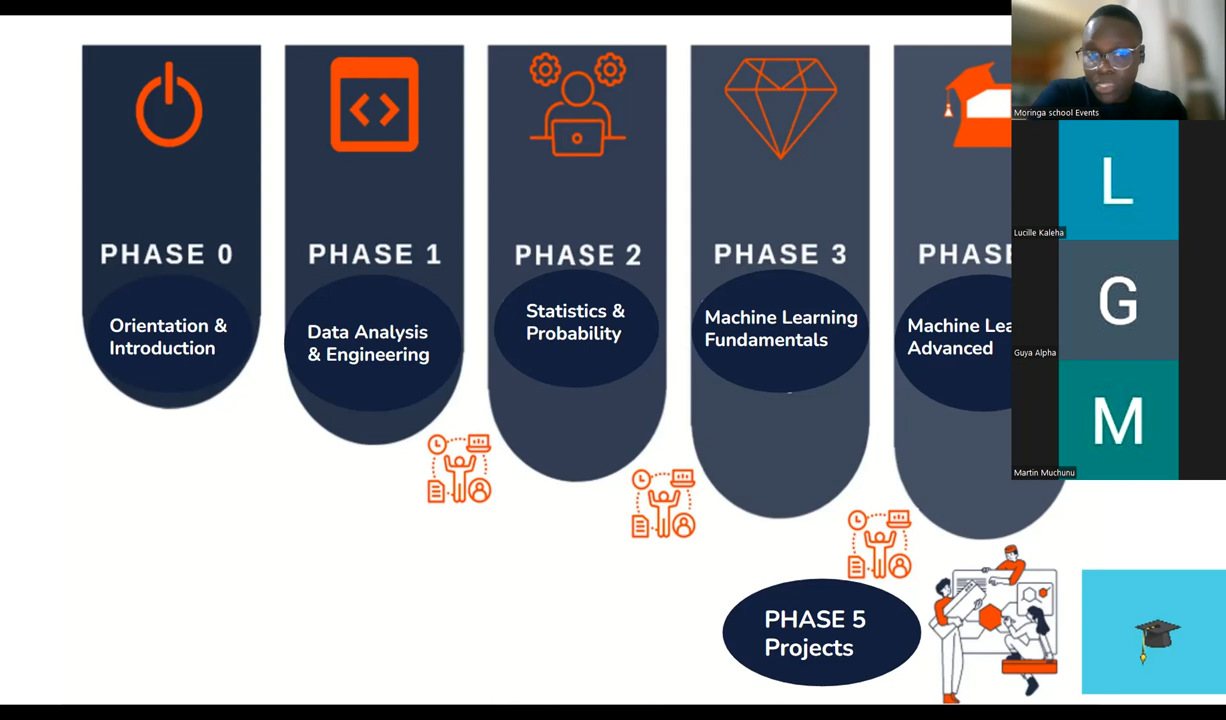 PHASE 0
Orientation &
Introduction
PHASE 1
Data Analysis
& Engineering
PHASE 2
Statistics &
Probability
PHASE 3
Machine Learning
Fundamentals
PHAS
Machine Lea
Advanced
PHASE 5
Projects
Moringa school Events
L
Lucille Kaleha
G
Guya Alpha
M
Martin Muchunu